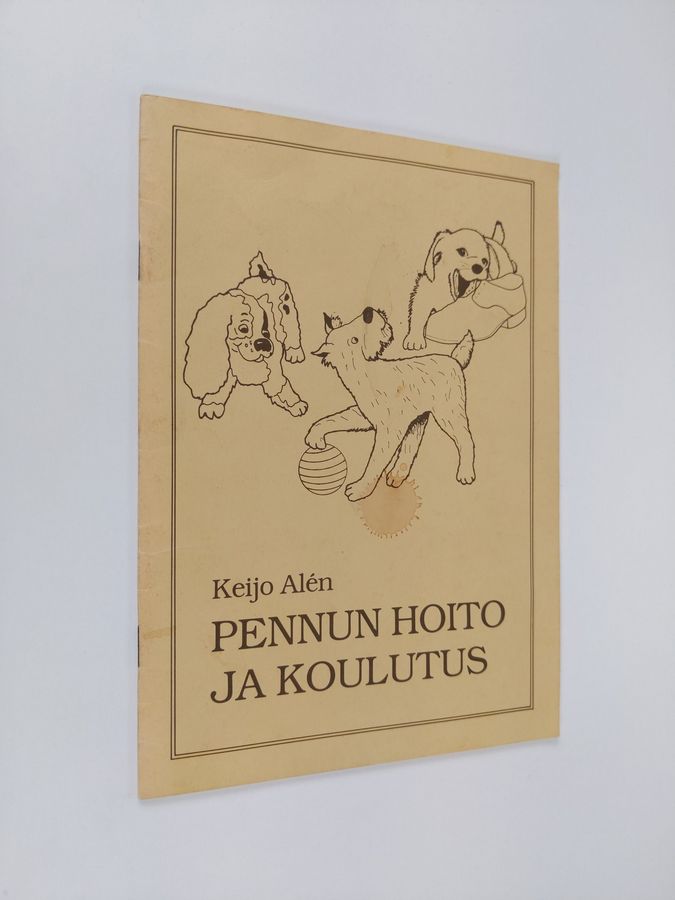 Keijo Alén
PENNUN HOITO
JA KOULUTUS